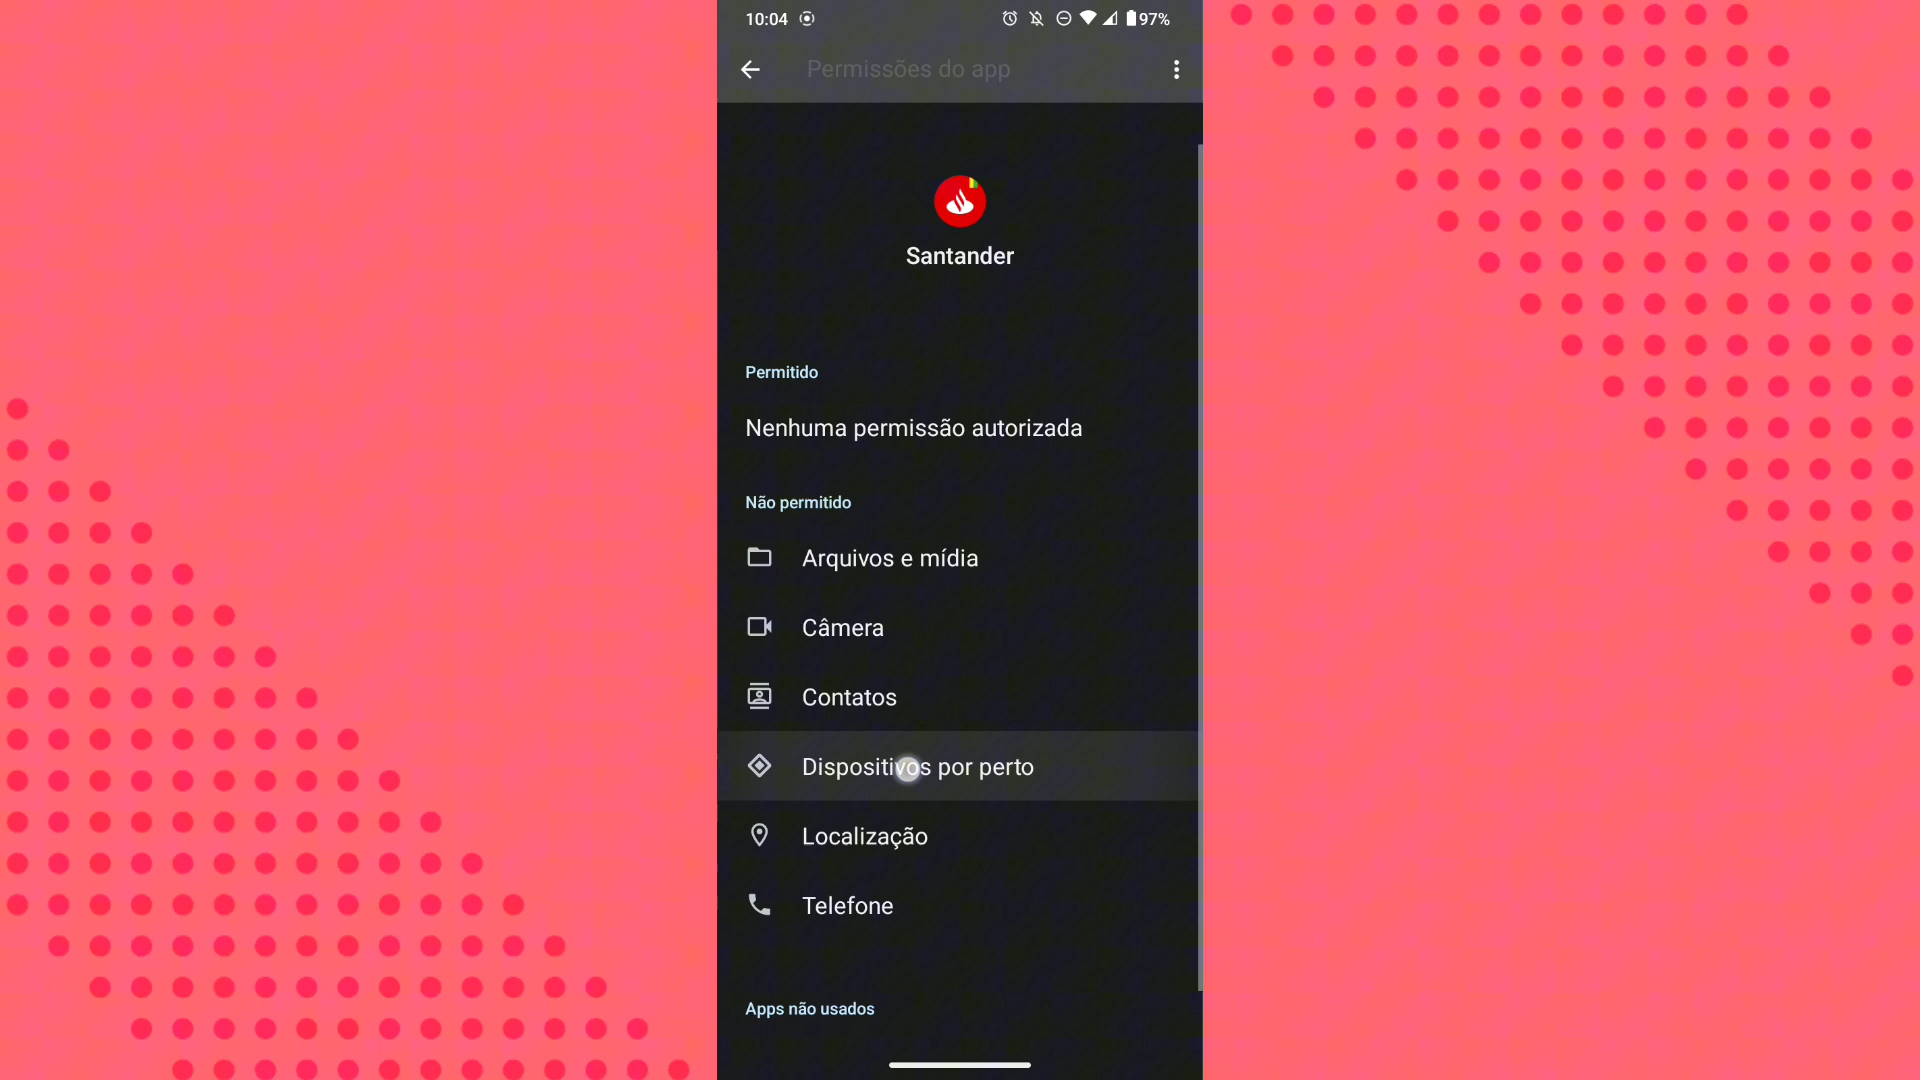 10:04
97%
Permissões do app
Santander
Permitido
Nenhuma permissão autorizada
Não permitido
Arquivos e mídia
Câmera
Contatos
Dispositivos por perto
Localização
Telefone
Apps não usados